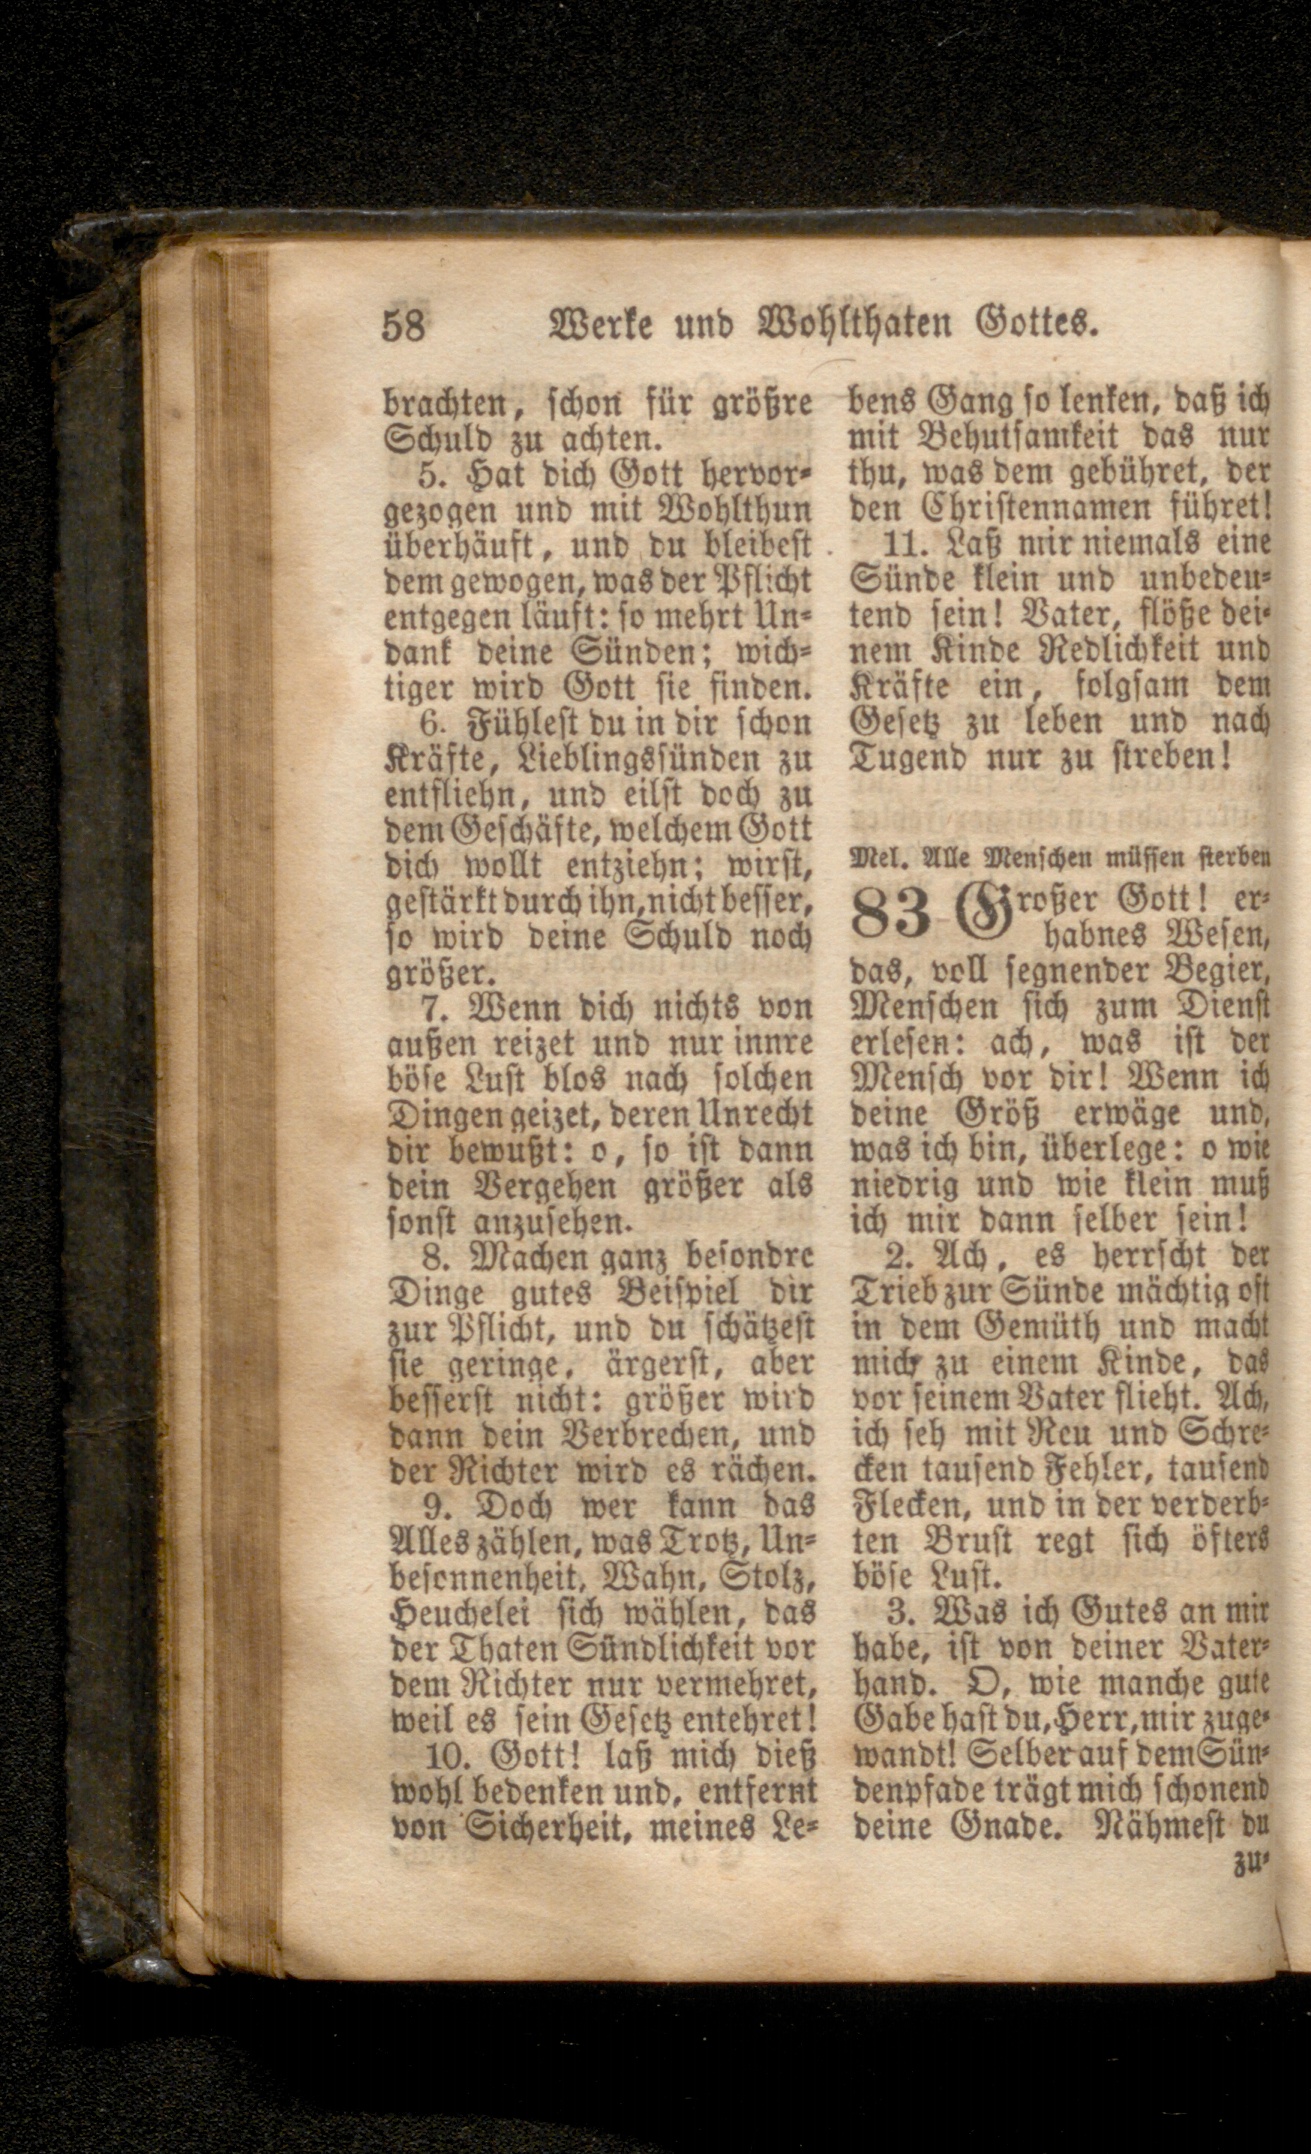 58 Werke und Wohlthaten Gottes.
brachten, schon für größre
Schuld zu achten.
5. Hat dich Gott hervor-
gezogen und mit Wohlthun
überhäuft, und du bleibest
dem gewogen, was der Pflicht
entgegen läuft: so mehrt Un-
dank deine Sünden; wich-
tiger wird Gott sie finden.
6. Fühlest du in dir schon
Kräfte, Lieblingssünden zu
entfliehn, und eilst doch zu
dem Geschäfte, welchem Gott
dich wollt entziehn; wirst,
gestärkt durch ihn, nicht besser,
so wird deine Schuld noch
größer.
7. Wenn dich nichts von
außen reizet und nur innre
böse Lust blos nach solchen
Dingen geizet, deren Unrecht
dir bewußt: o, so ist dann
dein Vergehen größer als
sonst anzusehen.
8. Machen ganz besondre
Dinge gutes Beispiel dir
zur Pflicht, und du schätzest
sie geringe, ärgerst, aber
besserst nicht: größer wird
dann dein Verbrechen, und
der Richter wird es rächen.
9. Doch wer kann das
Alles zählen, was Trotz, Un-
besonnenheit, Wahn, Stolz,
Heuchelei sich wählen, das
der Thaten Sündlichkeit vor
dem Richter nur vermehret,
weil es sein Gesetz entehret!
10. Gott! laß mich dieß
wohl bedenken und, entfernt
von Sicherheit, meines Le-
bens Gang so lenken, daß ich
mit Behutsamkeit das nur
thu, was dem gebühret, der
den Christennamen führet!
11. Laß mir niemals eine
Sünde klein und unbedeu-
tend sein! Vater, flöße dei-
nem Kinde Redlichkeit und
Kräfte ein, folgsam dem
Gesetz zu leben und nach
Tugend nur zu streben!
Mel. Alle Menschen müssen sterben
83 Großer Gott! er-
habnes Wesen,
das, voll segnender Begier,
Menschen sich zum Dienst
erlesen: ach, was ist der
Mensch vor dir! Wenn ich
deine Größ erwäge und,
was ich bin, überlege: o wie
niedrig und wie klein muß
ich mir dann selber sein!
2. Ach, es herrscht der
Trieb zur Sünde mächtig oft
in dem Gemüth und macht
mich zu einem Kinde, das
vor seinem Vater flieht. Ach,
ich seh mit Reu und Schre-
cken tausend Fehler, tausend
Flecken, und in der verderb-
ten Brust regt sich öfters
böse Lust.
3. Was ich Gutes an mir
habe, ist von deiner Vater-
hand. O, wie manche gute
Gabe hast du, Herr, mir zuge-
wandt! Selber auf dem Sün-
denpfade trägt mich schonend
deine Gnade. Nähmest du
zu-